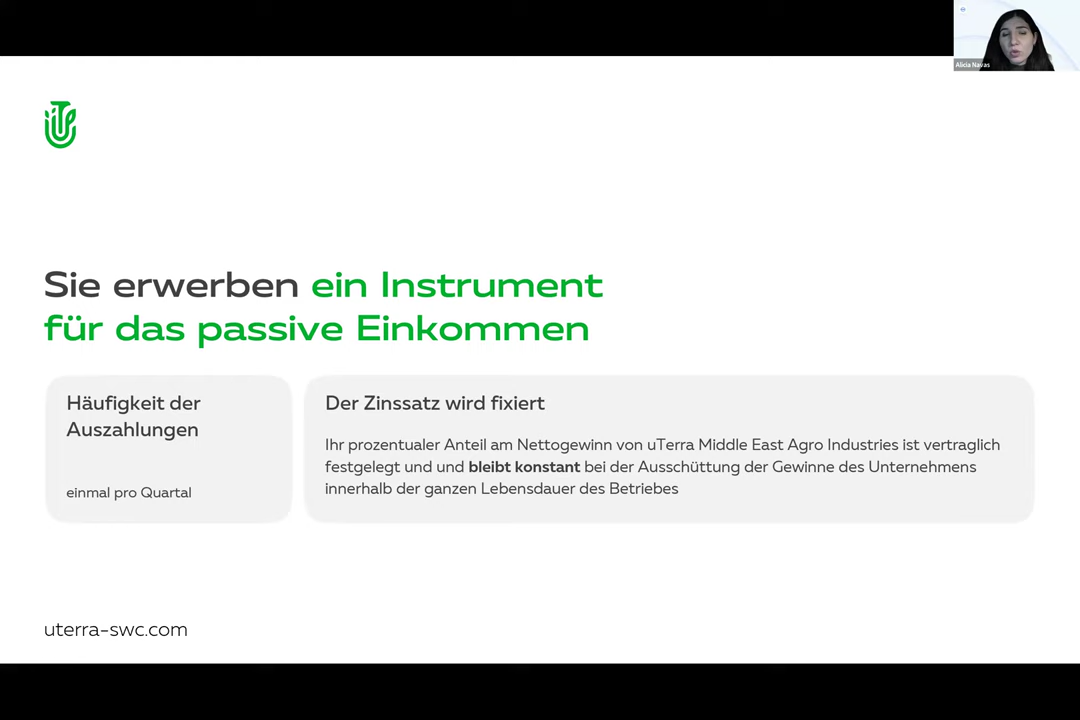 Alicia Navas
Sie erwerben ein Instrument
für das passive Einkommen
Häufigkeit der
Auszahlungen
einmal pro Quartal
Der Zinssatz wird fixiert
Ihr prozentualer Anteil am Nettogewinn von uTerra Middle East Agro Industries ist vertraglich
festgelegt und und bleibt konstant bei der Ausschüttung der Gewinne des Unternehmens
innerhalb der ganzen Lebensdauer des Betriebes
uterra-swc.com